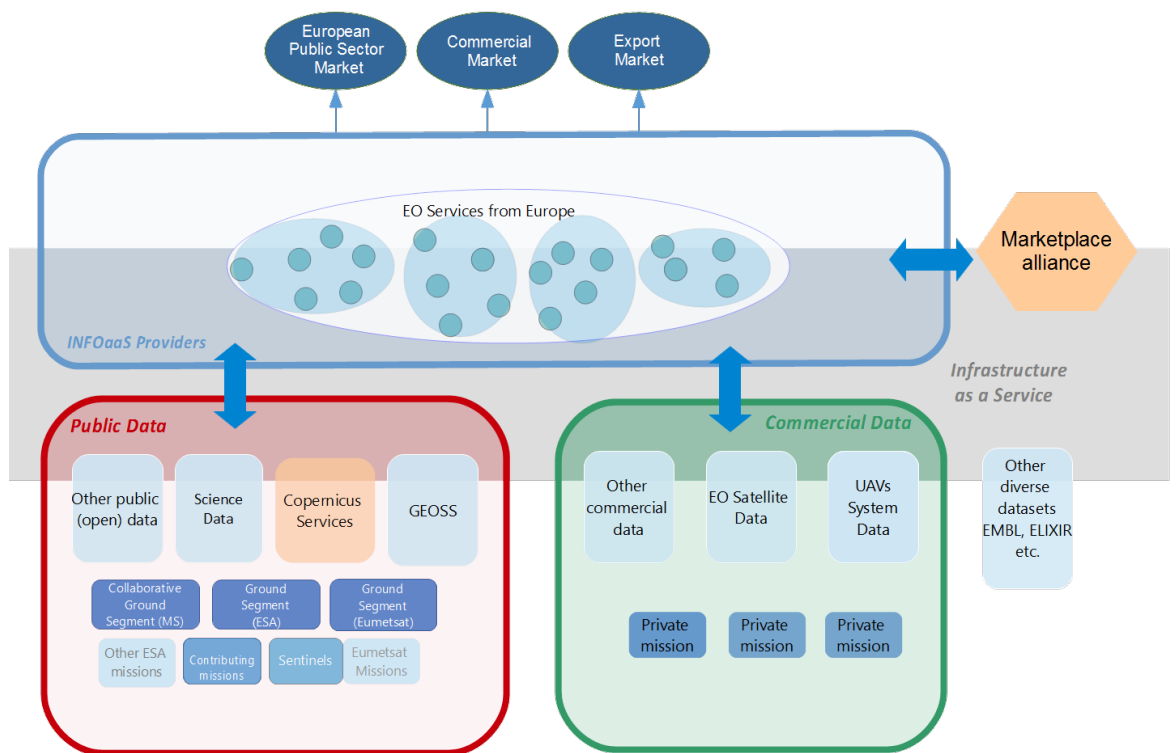 European
Public Sector
Market
Commercial
Market
Export
Market
EO Services from Europe
Marketplace
alliance
INFOaaS Providers
Infrastructure
as a Service
Public Data
Commercial Data
Other public
(open) data
Science
Data
Copernicus
Services
GEOSS
Other
commercial
data
EO Satellite
Data
UAVs
System Data
Other
diverse
datasets
EMBL, ELIXIR
etc.
Collaborative
Ground
Segment (MS)
Ground
Segment
(ESA)
Ground
Segment
(Eumetsat)
Other ESA
missions
Contributing
missions
Sentinels
Eumetsat
Missions
Private
mission
Private
mission
Private
mission